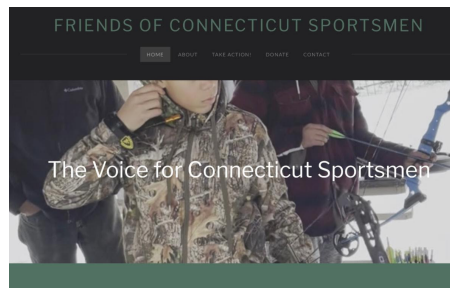 FRIENDS OF CONNECTICUT SPORTSMEN
HOME ABOUT TAKE ACTION! DONATE CONTACT
The Voice for Connecticut Sportsmen